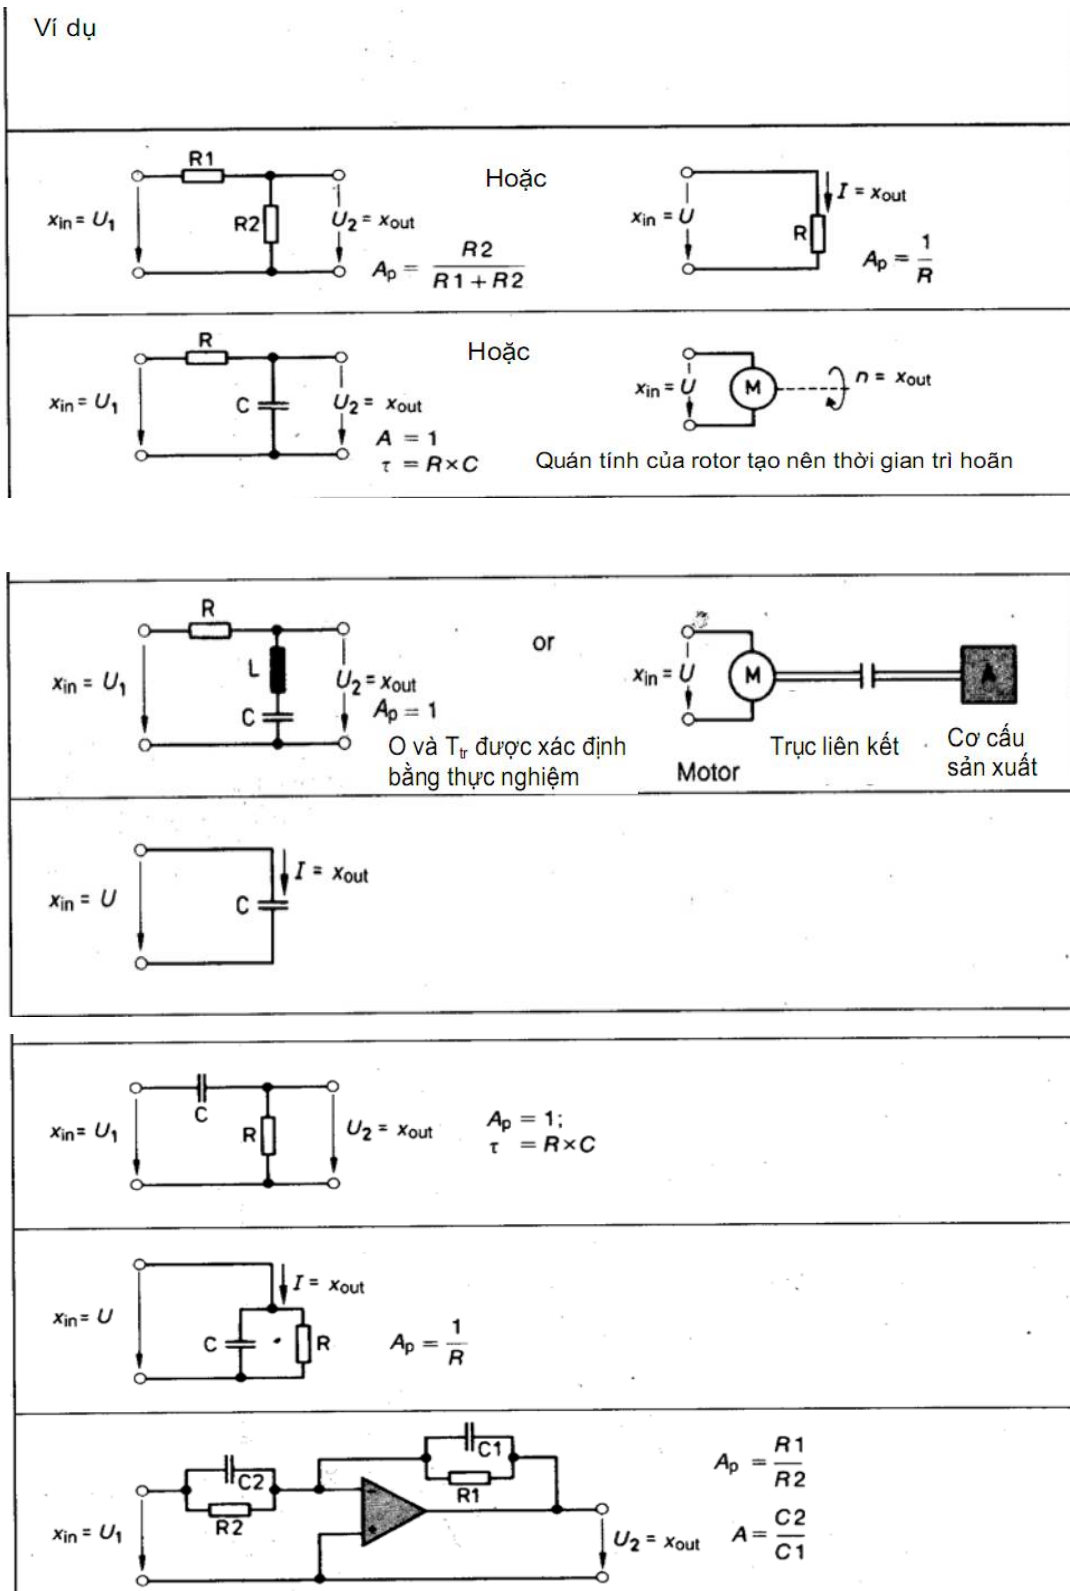 Ví dụ
R1
Hoặc
xin = U1
R2
U2 = xout
Ap = R2 / R1 + R2
xin = U
I = xout
R
Ap = 1 / R
R
Hoặc
xin = U1
C
U2 = xout
A = 1
τ = R×C
xin = U
M
n = xout
Quán tính của rotor tạo nên thời gian trì hoãn
R
or
xin = U1
L
C
U2 = xout
Ap = 1
O và Ttr được xác định
bằng thực nghiệm
xin = U
M
A
Motor
Trục liên kết
Cơ cấu
sản xuất
xin = U
C
I = xout
C
xin = U1
R
U2 = xout
Ap = 1;
τ = R×C
xin = U
I = xout
C
R
Ap = 1 / R
C2
R2
C1
R1
-
+
xin = U1
U2 = xout
Ap = R1 / R2
A = C2 / C1